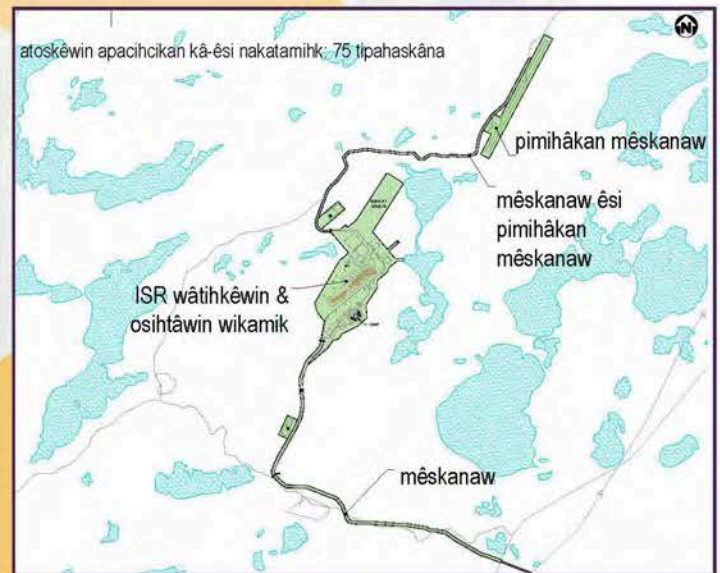 atoskêwin apacihcikan kâ-êsi nakatamihk: 75 tipahaskâna
N
pimihâkan mêskanaw
mêskanaw êsi
pimihâkan
mêskanaw
ISR wâtihkêwin &
osihtâwin wikamik
mêskanaw